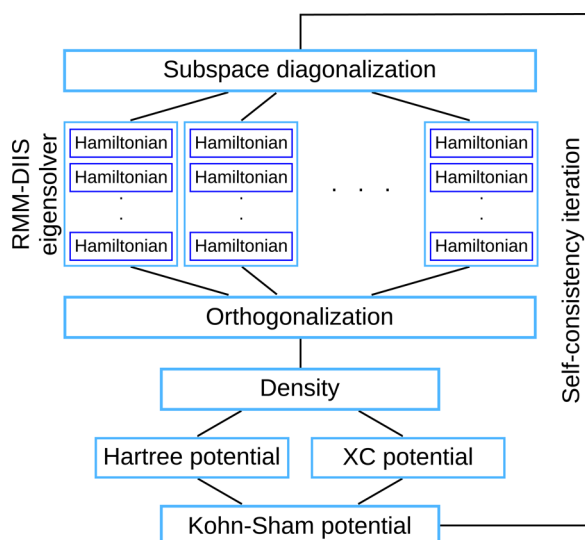 Subspace diagonalization
RMM-DIIS
eigensolver
Hamiltonian Hamiltonian Hamiltonian
Hamiltonian Hamiltonian Hamiltonian
. . .
. . . . . .
Hamiltonian Hamiltonian Hamiltonian
Orthogonalization
Density
Hartree potential XC potential
Kohn-Sham potential
Self-consistency iteration